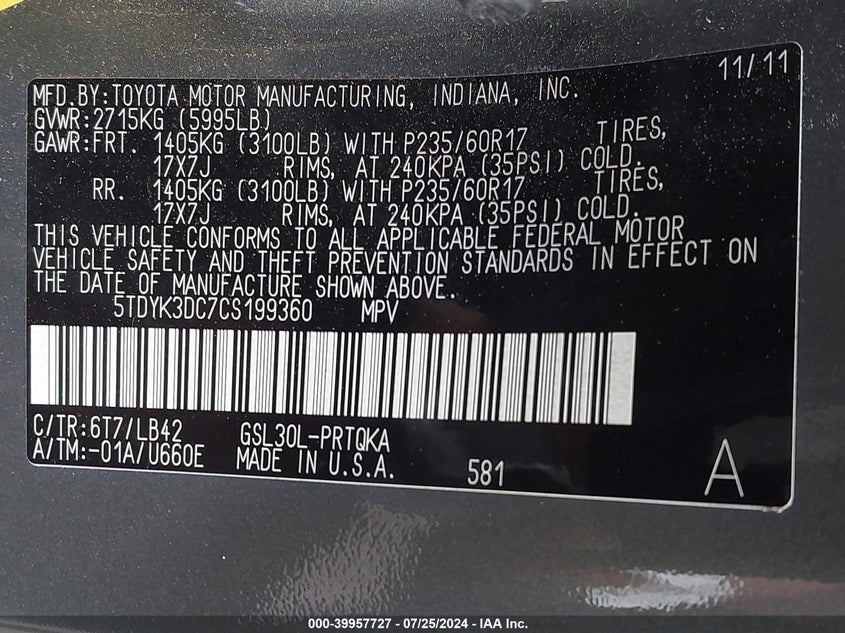 11/11
MFD.BY:TOYOTA MOTOR MANUFACTURING, INDIANA, INC.
GVWR:2715KG (5995LB)
GAWR:FRT. 1405KG (3100LB) WITH P235/60R17 TIRES,
17X7J RIMS, AT 240KPA (35PSI) COLD.
RR. 1405KG (3100LB) WITH P235/60R17 TIRES,
17X7J RIMS, AT 240KPA (35PSI) COLD.
THIS VEHICLE CONFORMS TO ALL APPLICABLE FEDERAL MOTOR
VEHICLE SAFETY AND THEFT PREVENTION STANDARDS IN EFFECT ON
THE DATE OF MANUFACTURE SHOWN ABOVE.
5TDYK3DC7CS199360 MPV
C/TR:6T7/LB42 GSL30L-PRTQKA
A/TM:-01A/U660E MADE IN U.S.A. 581 A
000-39957727 - 07/25/2024 - IAA Inc.